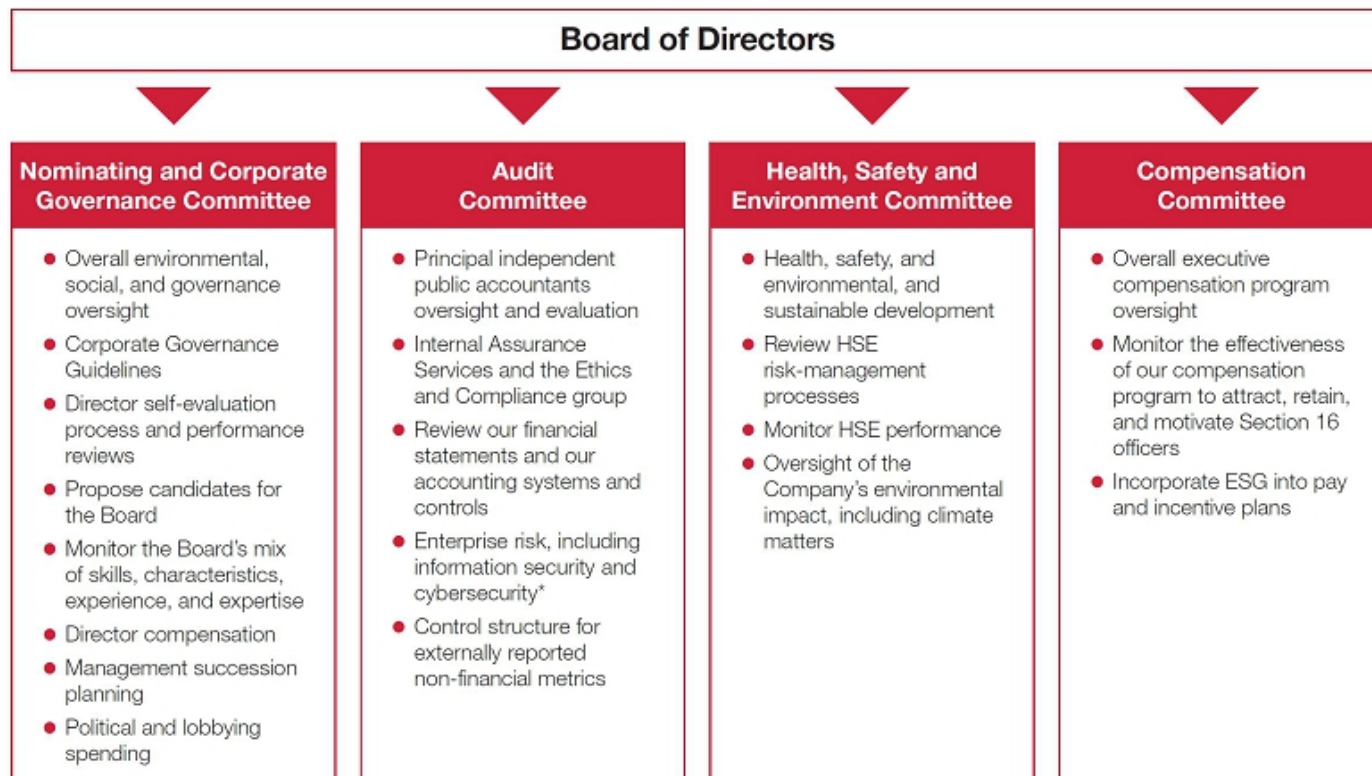 Board of Directors
Nominating and Corporate
Governance Committee
● Overall environmental,
social, and governance
oversight
● Corporate Governance
Guidelines
● Director self-evaluation
process and performance
reviews
● Propose candidates for
the Board
● Monitor the Board's mix
of skills, characteristics,
experience, and expertise
● Director compensation
● Management succession
planning
● Political and lobbying
spending
Audit
Committee
● Principal independent
public accountants
oversight and evaluation
● Internal Assurance
Services and the Ethics
and Compliance group
● Review our financial
statements and our
accounting systems and
controls
● Enterprise risk, including
information security and
cybersecurity*
● Control structure for
externally reported
non-financial metrics
Health, Safety and
Environment Committee
● Health, safety, and
environmental, and
sustainable development
● Review HSE
risk-management
processes
● Monitor HSE performance
● Oversight of the
Company's environmental
impact, including climate
matters
Compensation
Committee
● Overall executive
compensation program
oversight
● Monitor the effectiveness
of our compensation
program to attract, retain,
and motivate Section 16
officers
● Incorporate ESG into pay
and incentive plans